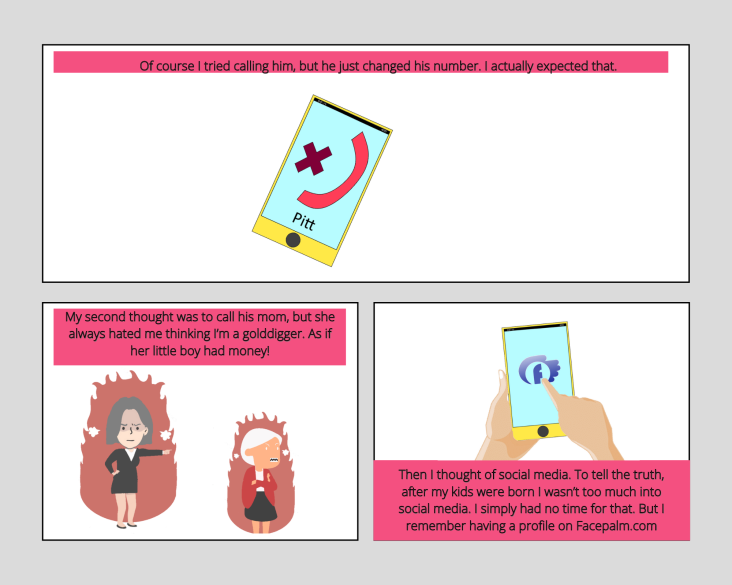 Of course I tried calling him, but he just changed his number. I actually expected that.
Pitt
My second thought was to call his mom, but she
always hated me thinking I'm a golddigger. As if
her little boy had money!
f
Then I thought of social media. To tell the truth,
after my kids were born I wasn't too much into
social media. I simply had no time for that. But I
remember having a profile on Facepalm.com